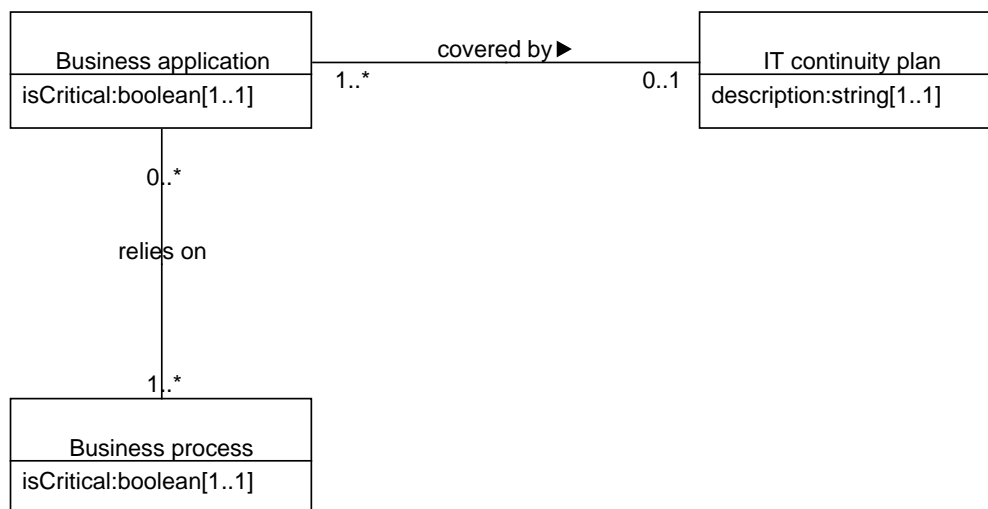 Business application
isCritical:boolean[1..1]
covered by ▶
1..*
0..1
IT continuity plan
description:string[1..1]
0..*
relies on
1..*
Business process
isCritical:boolean[1..1]